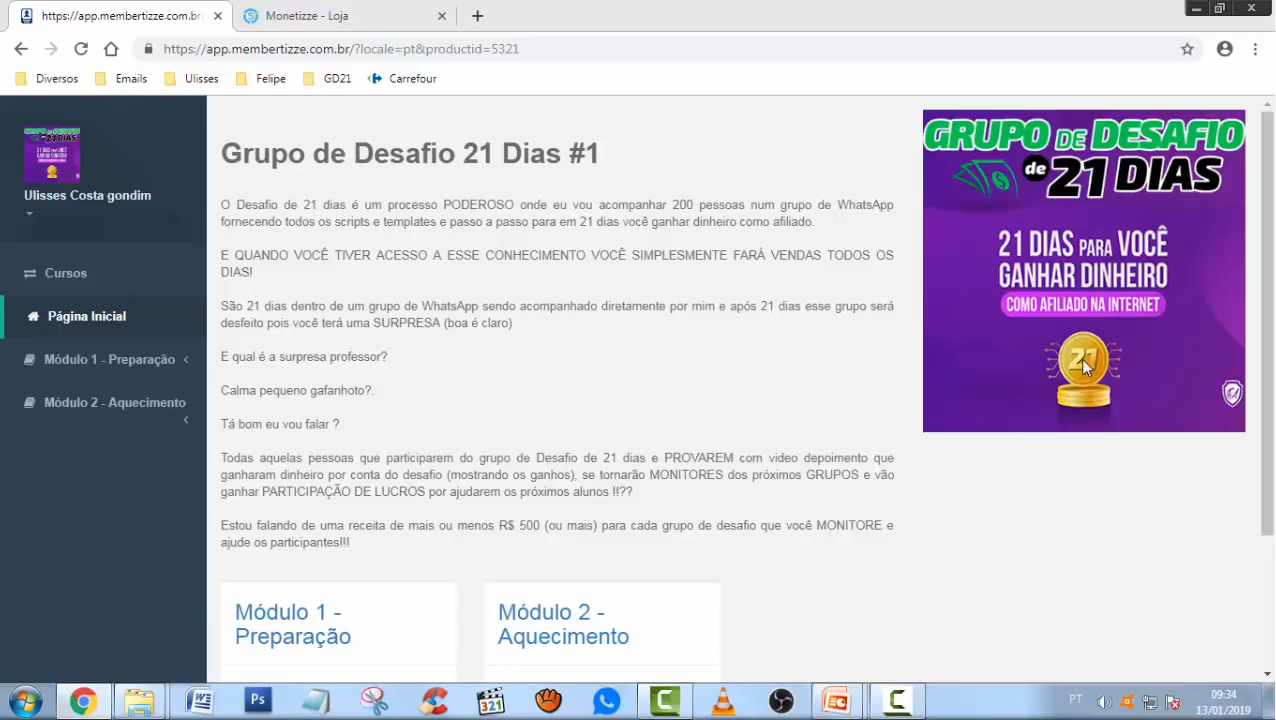 https://app.membertizze.com.br/
Monetizze - Loja
https://app.membertizze.com.br/?locale=pt&productid=5321
Diversos
Emails
Ulisses
Felipe
GD21
Carrefour
Ulisses Costa gondim
Cursos
Página Inicial
Módulo 1 - Preparação
Módulo 2 - Aquecimento
Grupo de Desafio 21 Dias #1
O Desafio de 21 dias é um processo PODEROSO onde eu vou acompanhar 200 pessoas num grupo de WhatsApp
fornecendo todos os scripts e templates e passo a passo para em 21 dias você ganhar dinheiro como afiliado.
E QUANDO VOCÊ TIVER ACESSO A ESSE CONHECIMENTO VOCÊ SIMPLESMENTE FARÁ VENDAS TODOS OS
DIAS!
São 21 dias dentro de um grupo de WhatsApp sendo acompanhado diretamente por mim e após 21 dias esse grupo será
desfeito pois você terá uma SURPRESA (boa é claro)
E qual é a surpresa professor?
Calma pequeno gafanhoto?.
Tá bom eu vou falar ?
Todas aquelas pessoas que participarem do grupo de Desafio de 21 dias e PROVAREM com video depoimento que
ganharam dinheiro por conta do desafio (mostrando os ganhos), se tornarão MONITORES dos próximos GRUPOS e vão
ganhar PARTICIPAÇÃO DE LUCROS por ajudarem os próximos alunos !!??
Estou falando de uma receita de mais ou menos R$ 500 (ou mais) para cada grupo de desafio que você MONITORE e
ajude os participantes!!!
Módulo 1 -
Preparação
Módulo 2 -
Aquecimento
GRUPO DE DESAFIO
de 21 DIAS
21 DIAS PARA VOCÊ
GANHAR DINHEIRO
COMO AFILIADO NA INTERNET
21
PT
09:34
13/01/2019